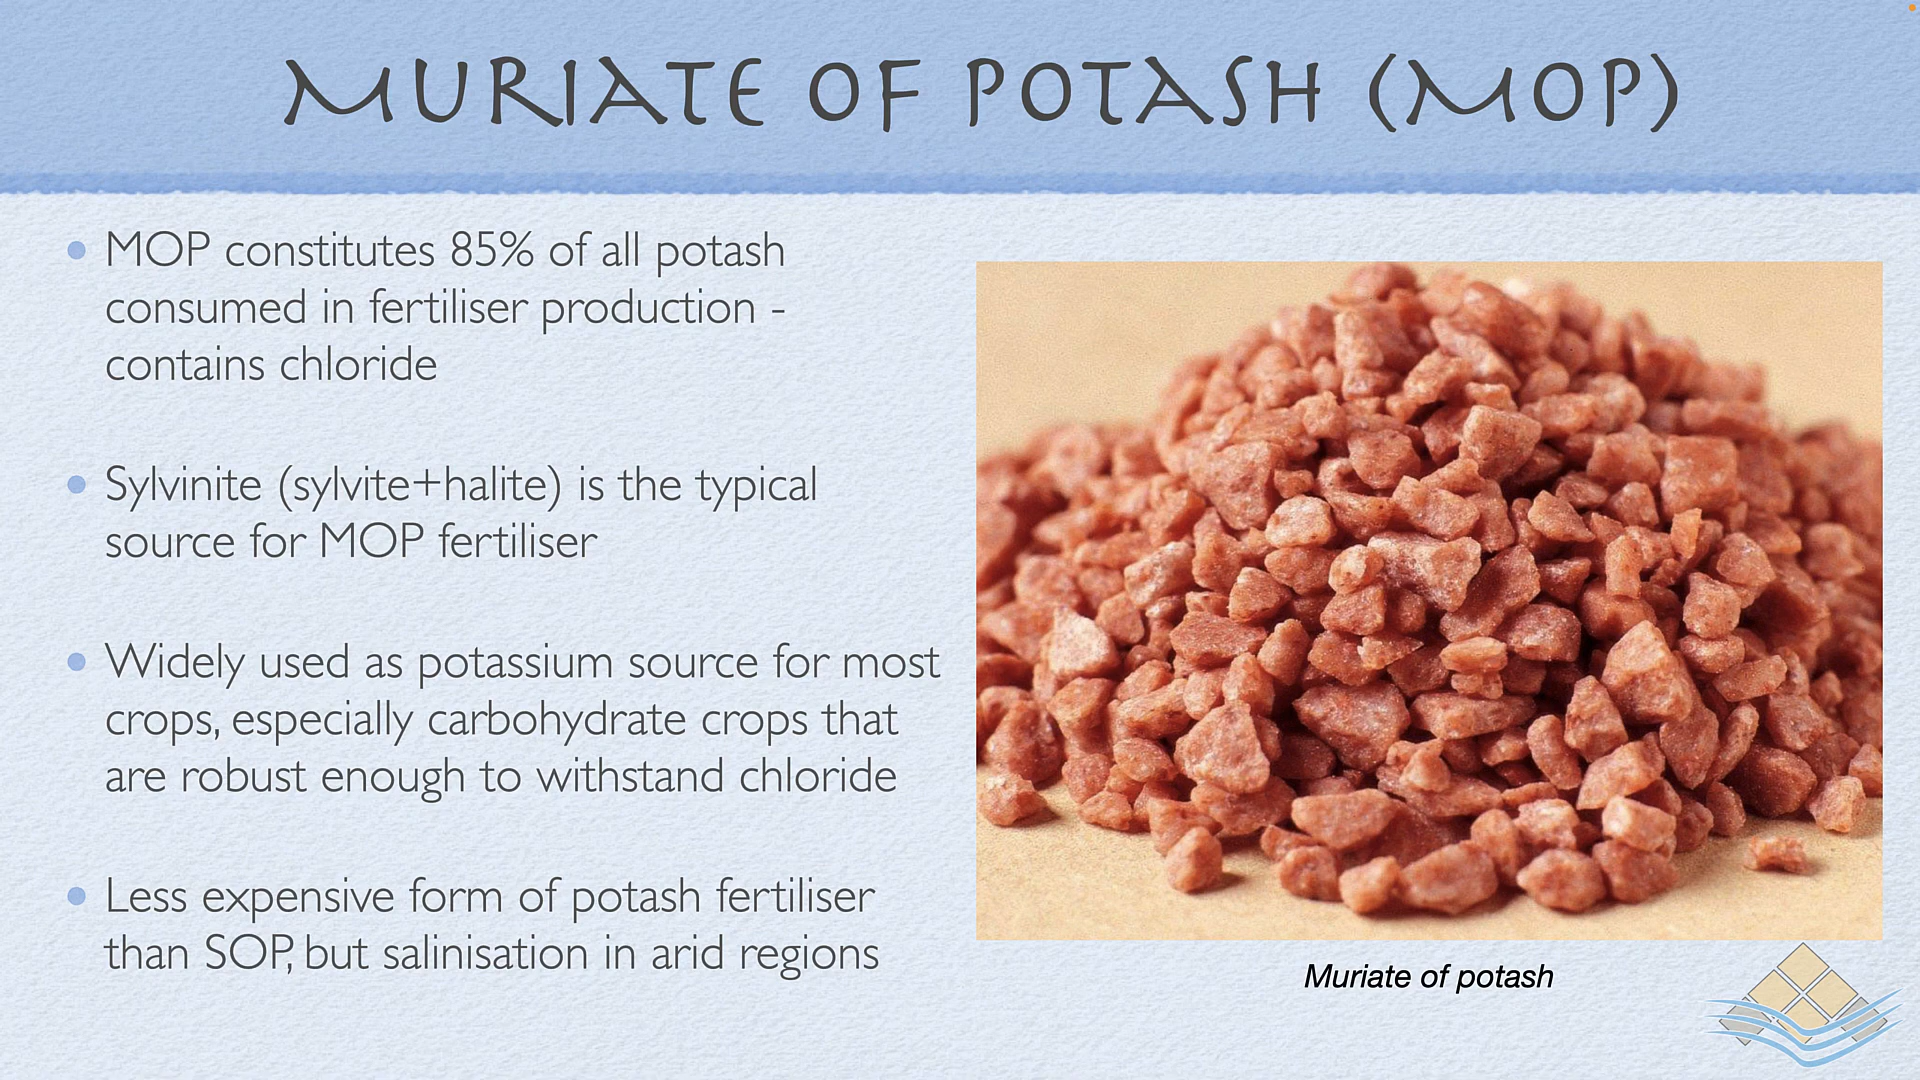 MURIATE OF POTASH (MOP)
• MOP constitutes 85% of all potash
consumed in fertiliser production -
contains chloride
• Sylvinite (sylvite+halite) is the typical
source for MOP fertiliser
• Widely used as potassium source for most
crops, especially carbohydrate crops that
are robust enough to withstand chloride
• Less expensive form of potash fertiliser
than SOP, but salinisation in arid regions
Muriate of potash